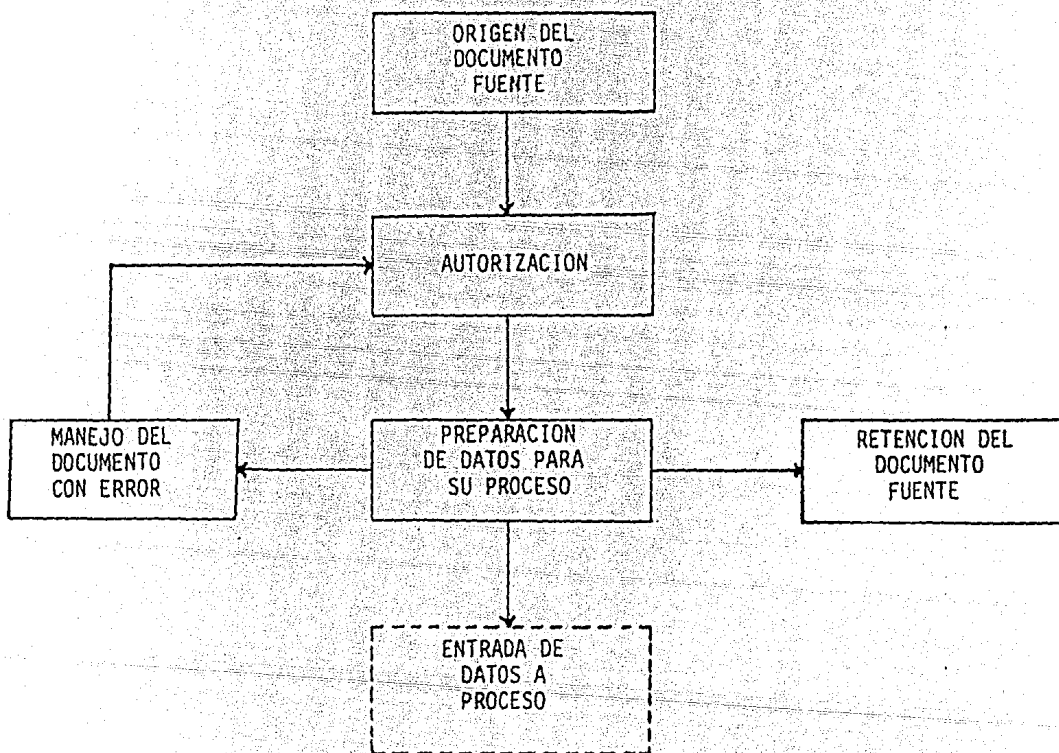 ORIGEN DEL
DOCUMENTO
FUENTE
AUTORIZACION
MANEJO DEL
DOCUMENTO
CON ERROR
PREPARACION
DE DATOS PARA
SU PROCESO
RETENCION DEL
DOCUMENTO
FUENTE
ENTRADA DE
DATOS A
PROCESO